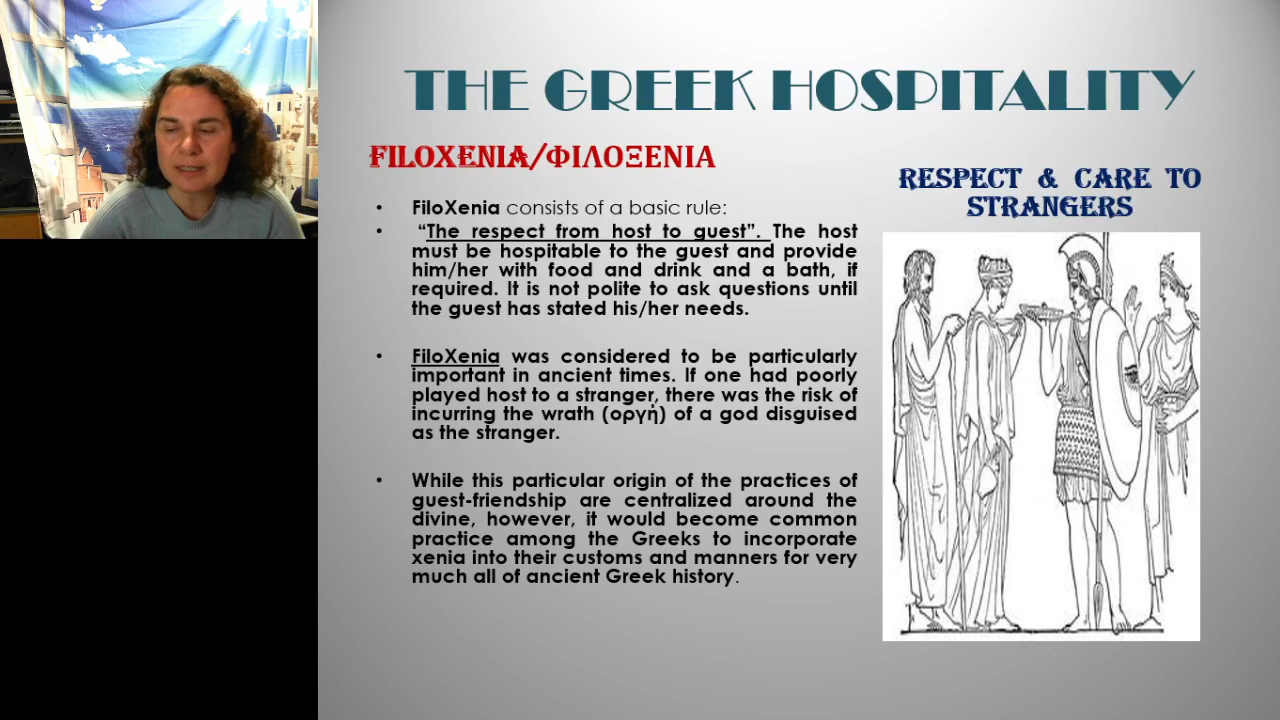 THE GREEK HOSPITALITY
FILOXENIA/ΦΙΛΟΞΕΝΙΑ
• FiloXenia consists of a basic rule:
• “The respect from host to guest”. The host
must be hospitable to the guest and provide
him/her with food and drink and a bath, if
required. It is not polite to ask questions until
the guest has stated his/her needs.
• FiloXenia was considered to be particularly
important in ancient times. If one had poorly
played host to a stranger, there was the risk of
incurring the wrath (οργή) of a god disguised
as the stranger.
• While this particular origin of the practices of
guest-friendship are centralized around the
divine, however, it would become common
practice among the Greeks to incorporate
xenia into their customs and manners for very
much all of ancient Greek history.
RESPECT & CARE TO
STRANGERS